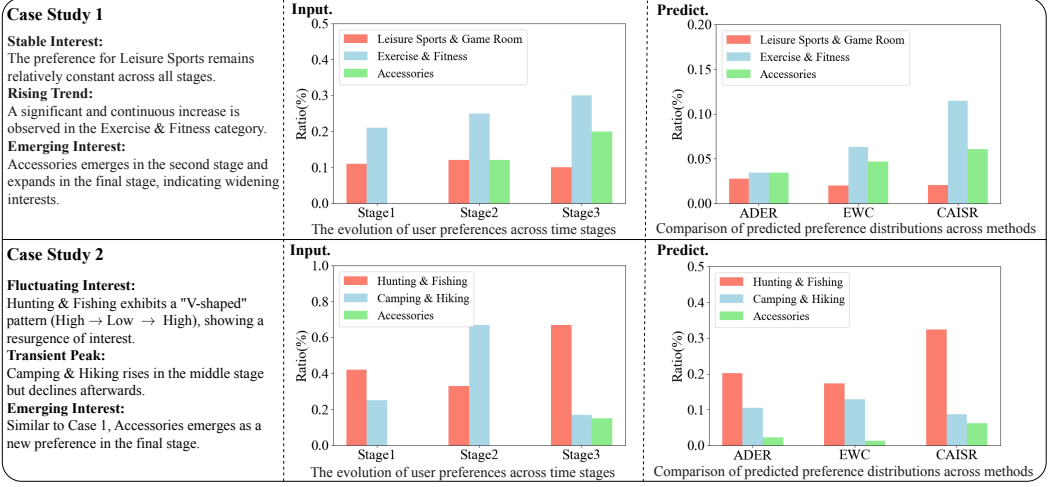 Case Study 1
Stable Interest:
The preference for Leisure Sports remains
relatively constant across all stages.
Rising Trend:
A significant and continuous increase is
observed in the Exercise & Fitness category.
Emerging Interest:
Accessories emerges in the second stage and
expands in the final stage, indicating widening
interests.
Input.
0.5
0.4
0.3
0.2
0.1
0.0
Ratio(%)
Leisure Sports & Game Room
Exercise & Fitness
Accessories
Stage1
Stage2
Stage3
The evolution of user preferences across time stages
Predict.
0.20
0.15
0.10
0.05
0.00
Ratio(%)
Leisure Sports & Game Room
Exercise & Fitness
Accessories
ADER
EWC
CAISR
Comparison of predicted preference distributions across methods
Case Study 2
Fluctuating Interest:
Hunting & Fishing exhibits a "V-shaped"
pattern (High → Low → High), showing a
resurgence of interest.
Transient Peak:
Camping & Hiking rises in the middle stage
but declines afterwards.
Emerging Interest:
Similar to Case 1, Accessories emerges as a
new preference in the final stage.
Input.
1.0
0.8
0.6
0.4
0.2
0.0
Ratio(%)
Hunting & Fishing
Camping & Hiking
Accessories
Stage1
Stage2
Stage3
The evolution of user preferences across time stages
Predict.
0.5
0.4
0.3
0.2
0.1
0.0
Ratio(%)
Hunting & Fishing
Camping & Hiking
Accessories
ADER
EWC
CAISR
Comparison of predicted preference distributions across methods